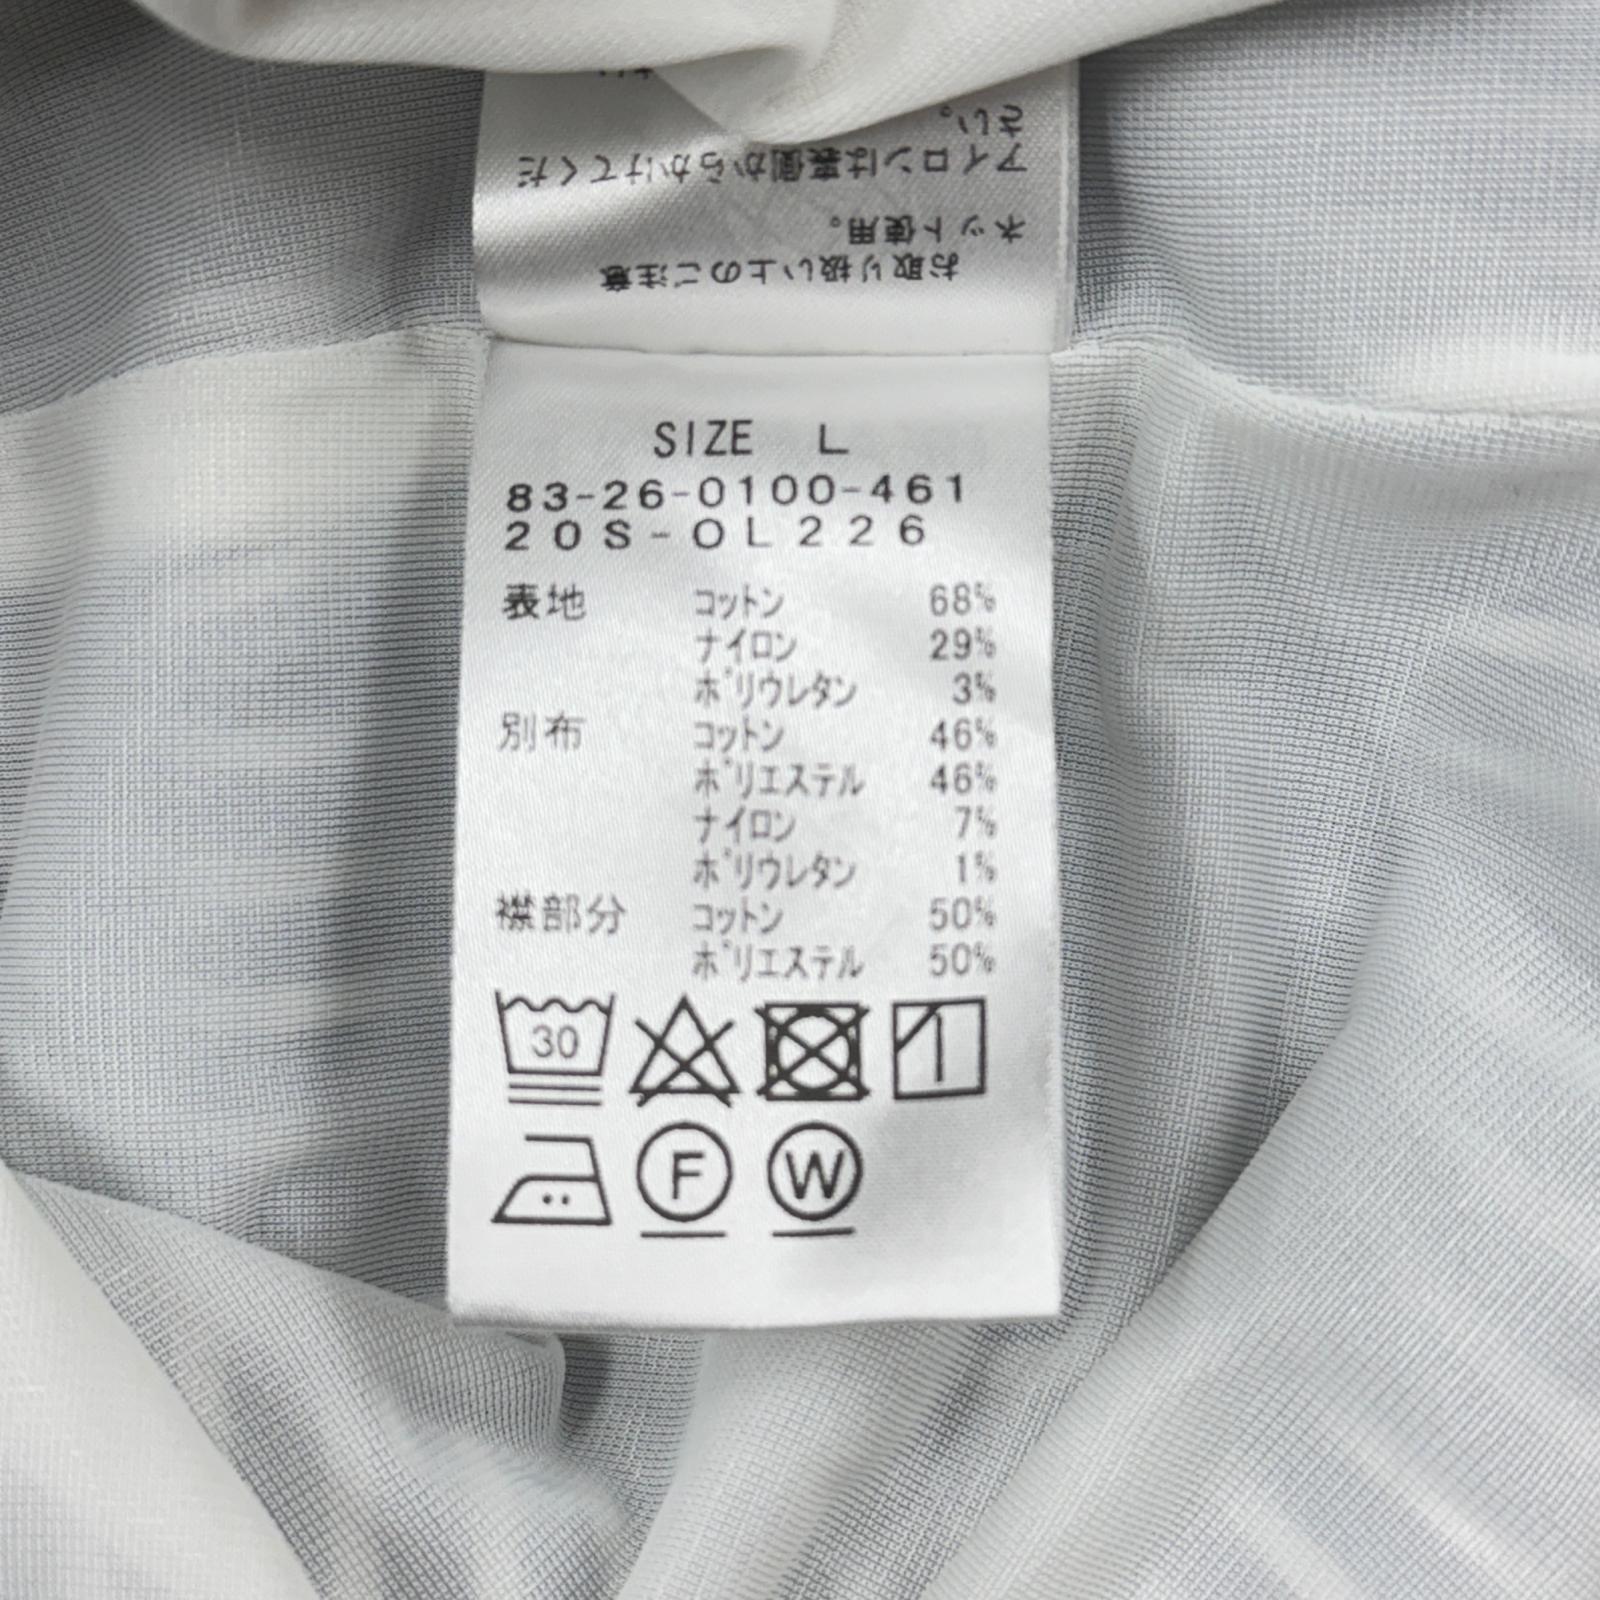 お取り扱い上のご注意
ネット使用。
アイロンは裏側からかけてくだ
さい。
SIZE L
83-26-0100-461
20S-OL226
表地 コットン 68%
ナイロン 29%
ポリウレタン 3%
別布 コットン 46%
ポリエステル 46%
ナイロン 7%
ポリウレタン 1%
襟部分 コットン 50%
ポリエステル 50%
30
F W